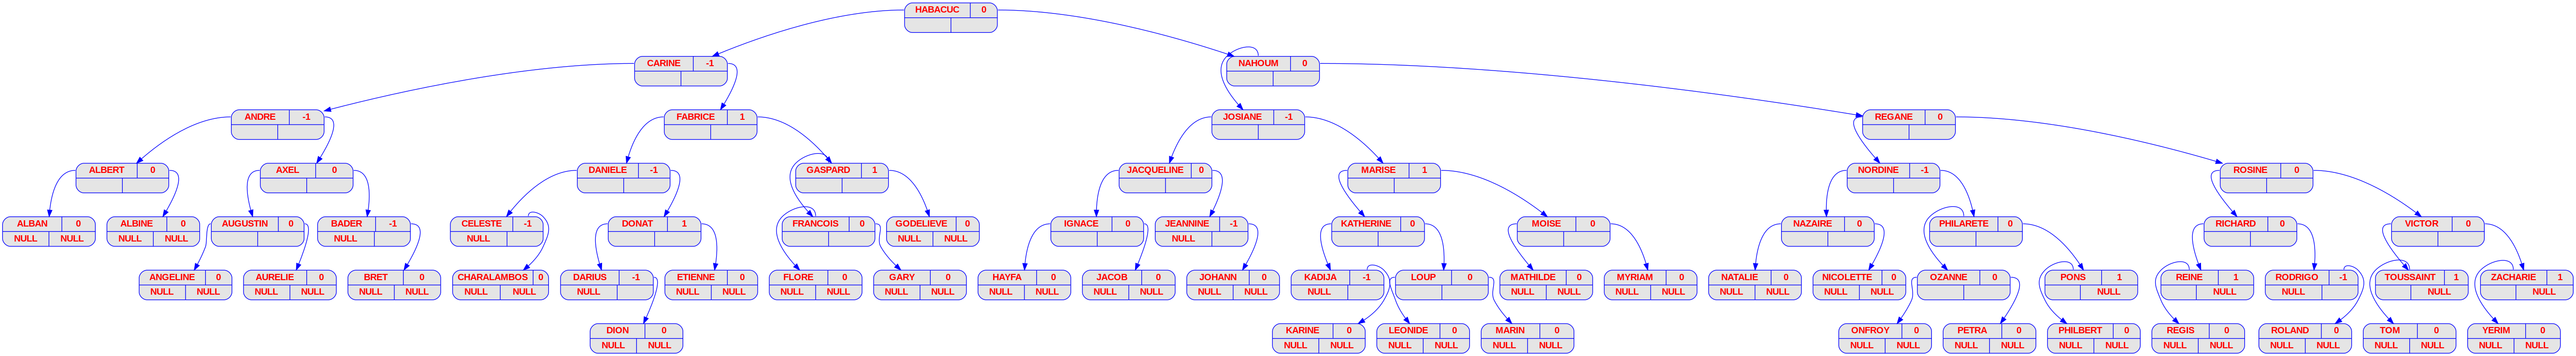 HABACUC 0
CARINE -1 NAHOUM 0
ANDRE -1 FABRICE 1 JOSIANE -1 REGANE 0
ALBERT 0 AXEL 0 DANIELE -1 GASPARD 1 JACQUELINE 0 MARISE 1 NORDINE -1 ROSINE 0
ALBAN 0 ALBINE 0 AUGUSTIN 0 BADER -1 CELESTE -1 DONAT 1 FRANCOIS 0 GODELIEVE 0 IGNACE 0 JEANNINE -1 KATHERINE 0 MOISE 0 NAZAIRE 0 PHILARETE 0 RICHARD 0 VICTOR 0
NULL NULL NULL NULL NULL NULL NULL NULL NULL
ANGELINE 0 AURELIE 0 BRET 0 CHARALAMBOS 0 DARIUS -1 ETIENNE 0 FLORE 0 GARY 0 HAYFA 0 JACOB 0 JOHANN 0 KADIJA -1 LOUP 0 MATHILDE 0 MYRIAM 0 NATALIE 0 NICOLETTE 0 OZANNE 0 PONS 1 REINE 1 RODRIGO -1 TOUSSAINT 1 ZACHARIE 1
NULL NULL NULL NULL NULL NULL NULL NULL NULL NULL NULL NULL NULL NULL NULL NULL NULL NULL NULL NULL NULL NULL NULL NULL NULL NULL NULL NULL NULL NULL NULL NULL NULL NULL NULL
DION 0 KARINE 0 LEONIDE 0 MARIN 0 ONFROY 0 PETRA 0 PHILBERT 0 REGIS 0 ROLAND 0 TOM 0 YERIM 0
NULL NULL NULL NULL NULL NULL NULL NULL NULL NULL NULL NULL NULL NULL NULL NULL NULL NULL NULL NULL NULL NULL